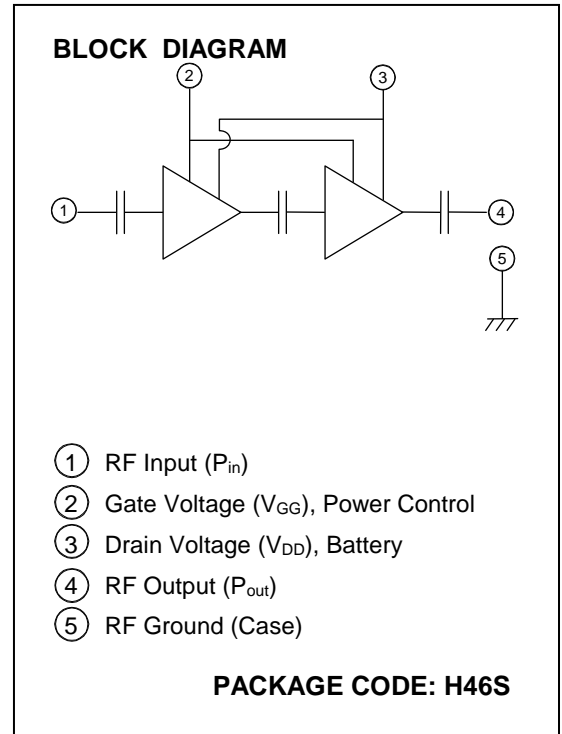 BLOCK DIAGRAM
2 3
1 4
5
1 RF Input (Pin)
2 Gate Voltage (VGG), Power Control
3 Drain Voltage (VDD), Battery
4 RF Output (Pout)
5 RF Ground (Case)
PACKAGE CODE: H46S